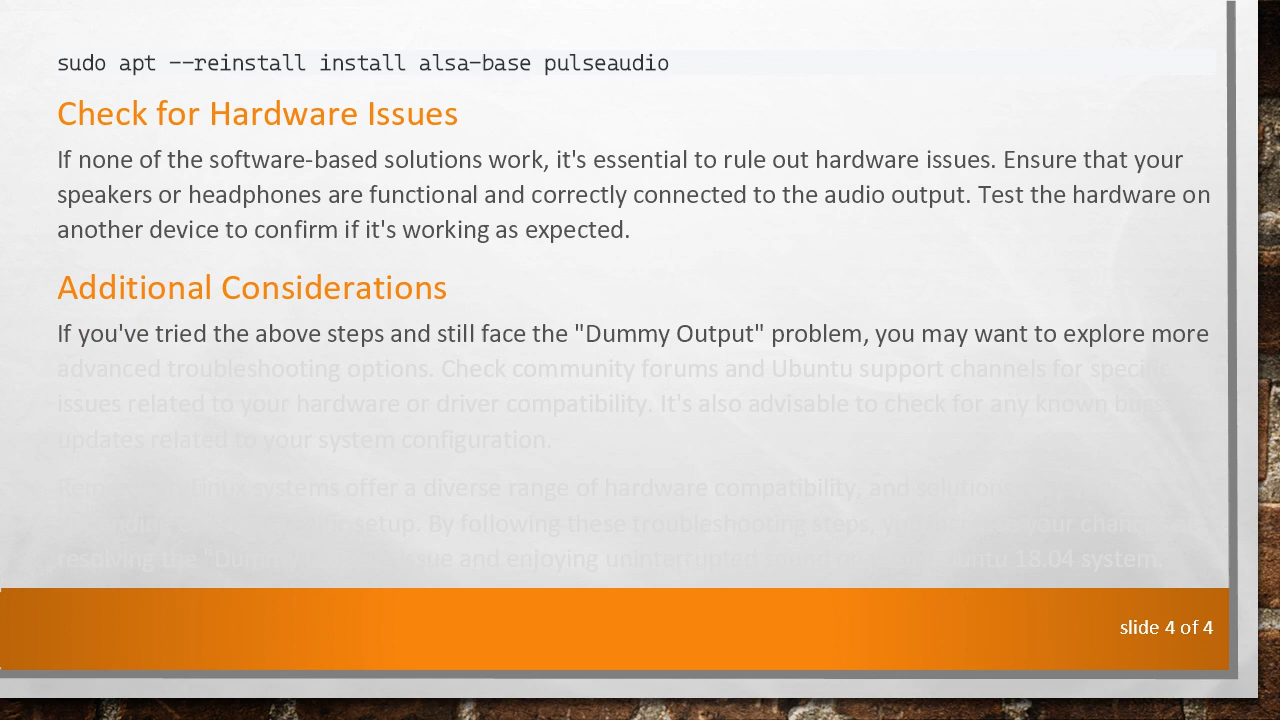 sudo apt --reinstall install alsa-base pulseaudio
Check for Hardware Issues
If none of the software-based solutions work, it's essential to rule out hardware issues. Ensure that your
speakers or headphones are functional and correctly connected to the audio output. Test the hardware on
another device to confirm if it's working as expected.
Additional Considerations
If you've tried the above steps and still face the "Dummy Output" problem, you may want to explore more
advanced troubleshooting options. Check community forums and Ubuntu support channels for specific
issues related to your hardware or driver compatibility. It's also advisable to check for any known bugs
updates related to your system configuration.
Linux systems offer a diverse range of hardware compatibility, and
setup. By following these troubleshooting steps, your
resolving the and enjoying uninterrupted 18.04 system.
slide 4 of 4